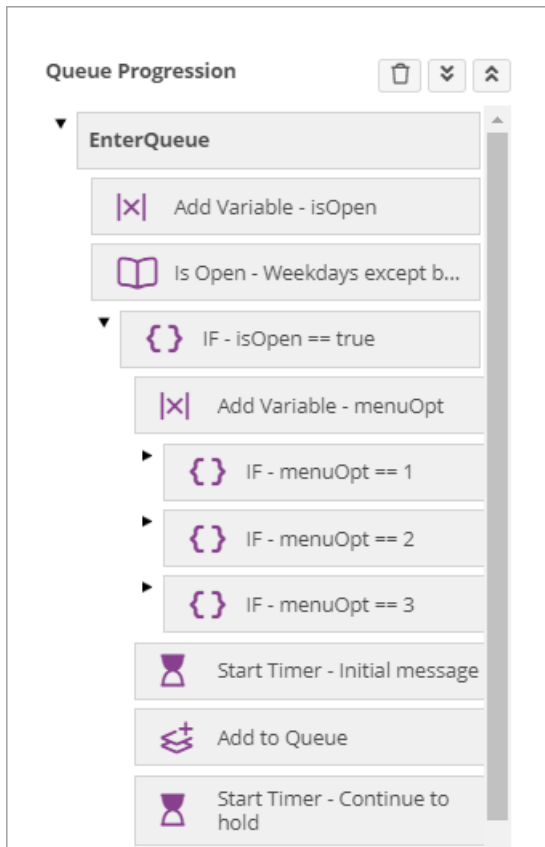 Queue Progression
EnterQueue
Add Variable - isOpen
Is Open - Weekdays except b...
IF - isOpen == true
Add Variable - menuOpt
IF - menuOpt == 1
IF - menuOpt == 2
IF - menuOpt == 3
Start Timer - Initial message
Add to Queue
Start Timer - Continue to
hold